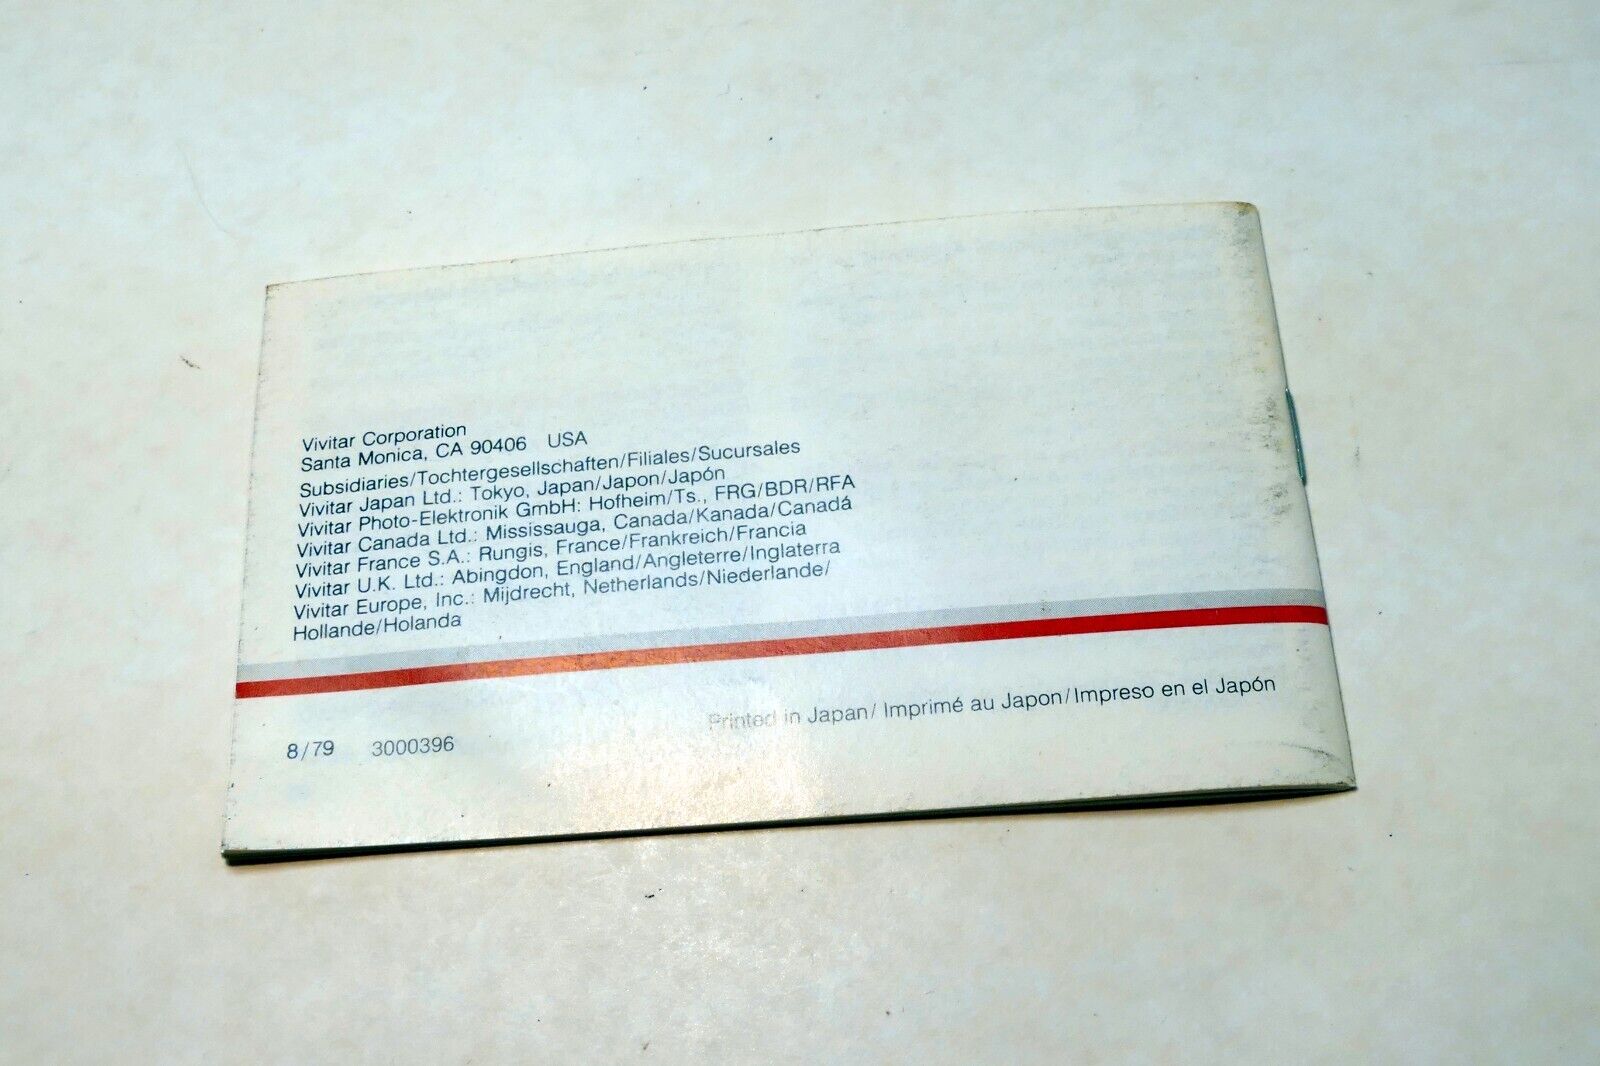 Vivitar Corporation
Santa Monica, CA 90406 USA
Subsidiaries/Tochtergesellschaften/Filiales/Sucursales
Vivitar Japan Ltd.: Tokyo, Japan/Japon/Japón
Vivitar Photo-Elektronik GmbH: Hofheim/Ts., FRG/BDR/RFA
Vivitar Canada Ltd.: Mississauga, Canada/Kanada/Canadá
Vivitar France S.A.: Rungis, France/Frankreich/Francia
Vivitar U.K. Ltd.: Abingdon, England/Angleterre/Inglaterra
Vivitar Europe, Inc.: Mijdrecht, Netherlands/Niederlande/
Hollande/Holanda
Printed in Japan/ Imprimé au Japon/Impreso en el Japón
8/79 3000396